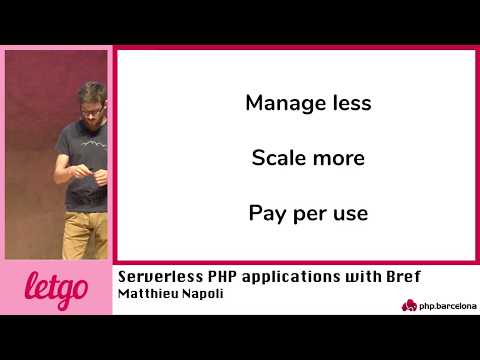 Manage less
Scale more
Pay per use
letgo
Serverless PHP applications with Bref
Matthieu Napoli
php.barcelona